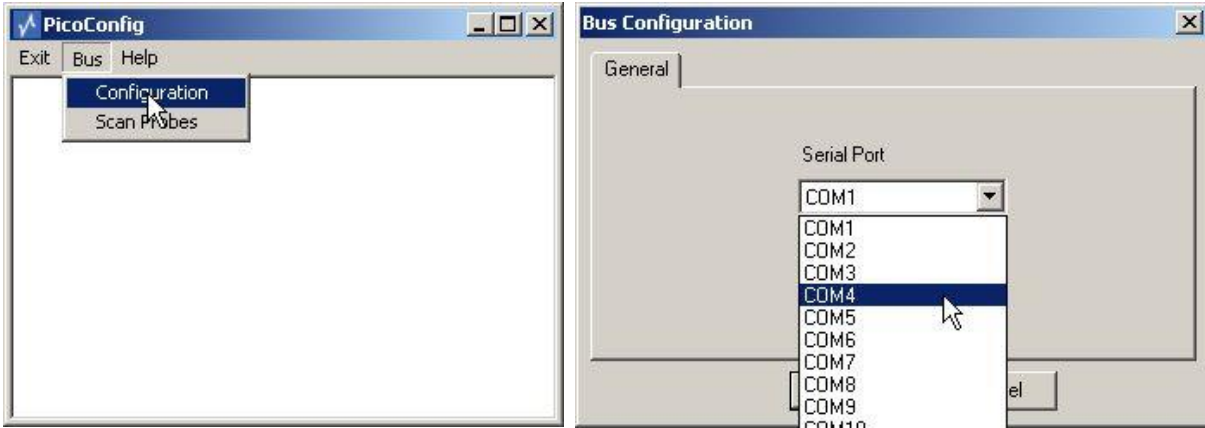 PicoConfig
Exit Bus Help
Configuration
Scan Probes
Bus Configuration
General
Serial Port
COM1
COM1
COM2
COM3
COM4
COM5
COM6
COM7
COM8
COM9
COM10
el